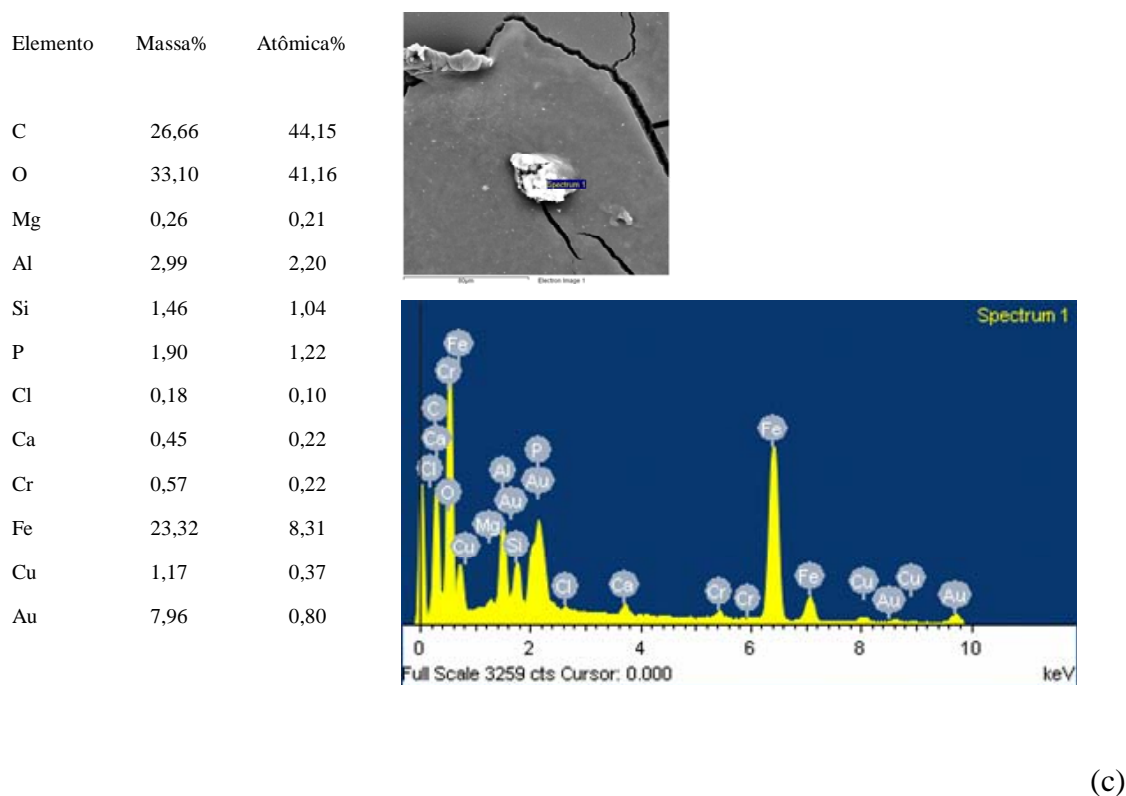 Elemento Massa% Atômica%
C 26,66 44,15
O 33,10 41,16
Mg 0,26 0,21
Al 2,99 2,20
Si 1,46 1,04
P 1,90 1,22
Cl 0,18 0,10
Ca 0,45 0,22
Cr 0,57 0,22
Fe 23,32 8,31
Cu 1,17 0,37
Au 7,96 0,80
Spectrum 1
Electron Image 1
Spectrum 1
Fe
Cr
C
Ca
Cl
O
Cu
Mg
Al
Au
Si
P
Au
Cl
Ca
Cr
Cr
Fe
Fe
Cu
Au
Cu
Au
0 2 4 6 8 10
Full Scale 3259 cts Cursor: 0.000 keV
(c)